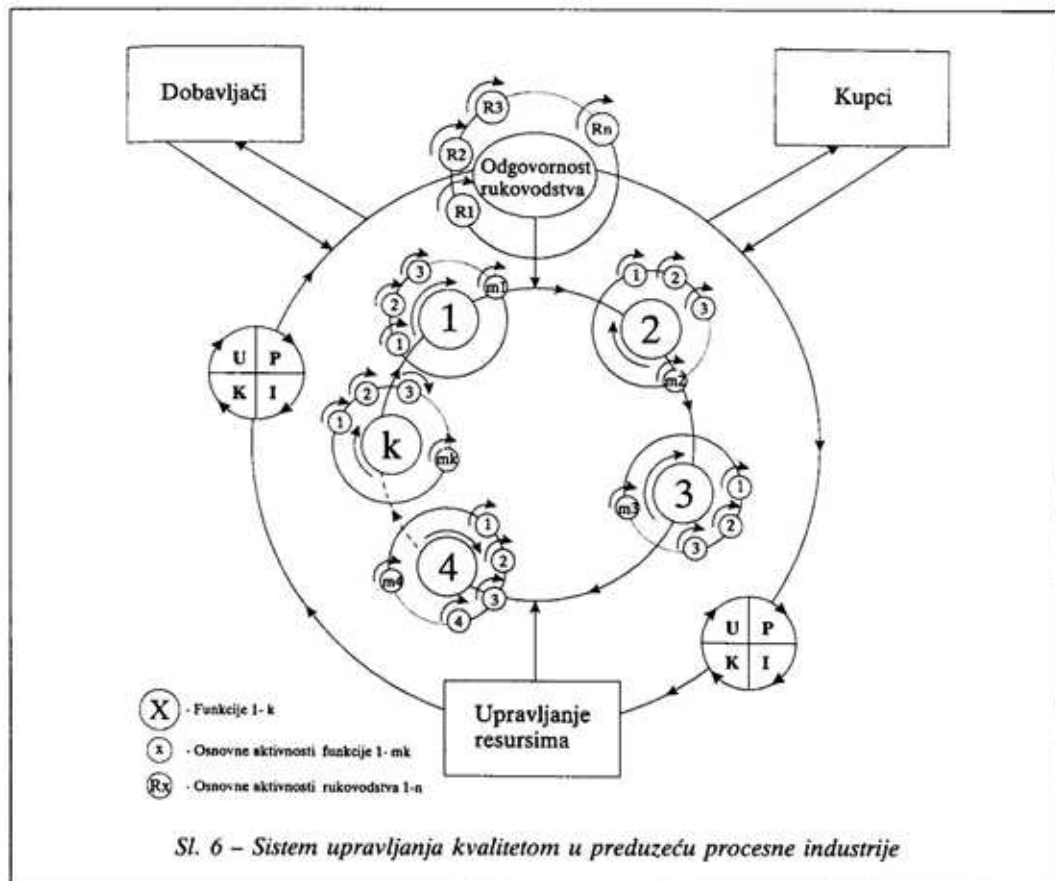 Dobavljači
Kupci
R3
Rn
R2
Odgovornost
rukovodstva
R1
3
m1
2
1
1
1
2
3
2
m2
U P
K I
1
2
3
k
mk
m3
3
1
2
3
1
2
3
4
4
m4
U P
K I
Upravljanje
resursima
X - Funkcije 1- k
x - Osnovne aktivnosti funkcije 1- mk
Rx - Osnovne aktivnosti rukovodstva 1-n
Sl. 6 – Sistem upravljanja kvalitetom u preduzeću procesne industrije